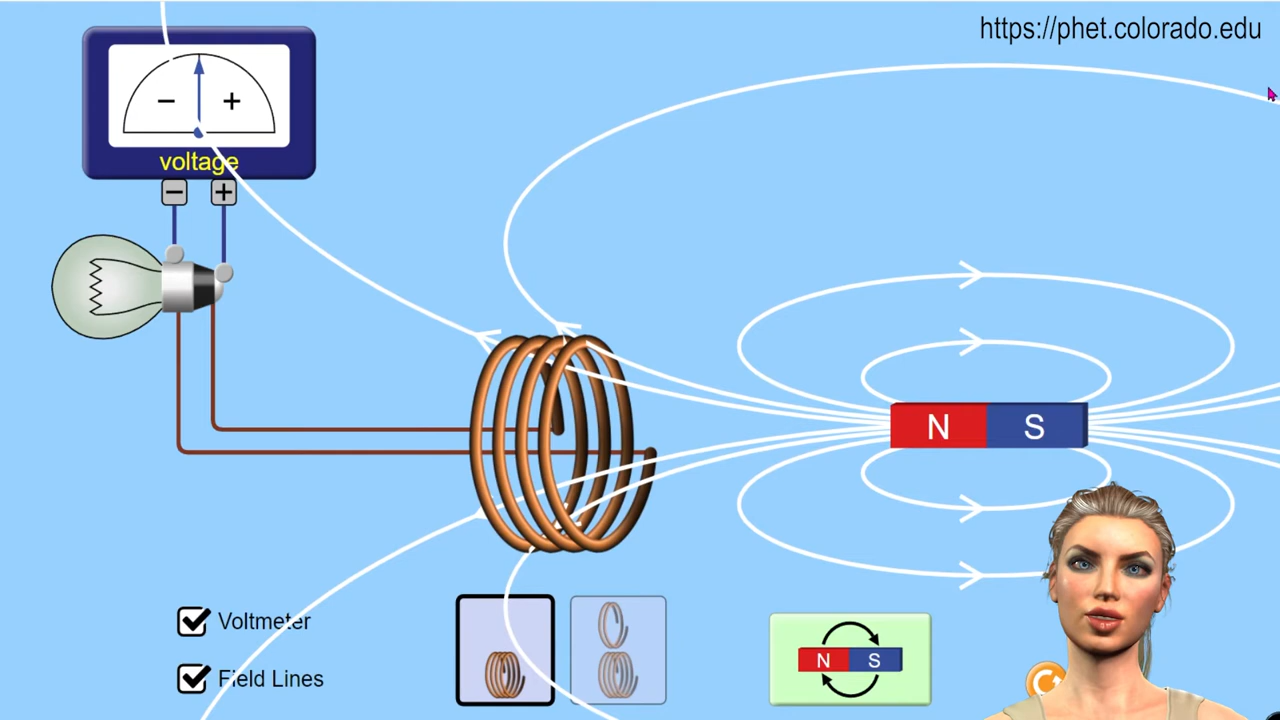 https://phet.colorado.edu
− +
voltage
− +
N S
Voltmeter
Field Lines
N S